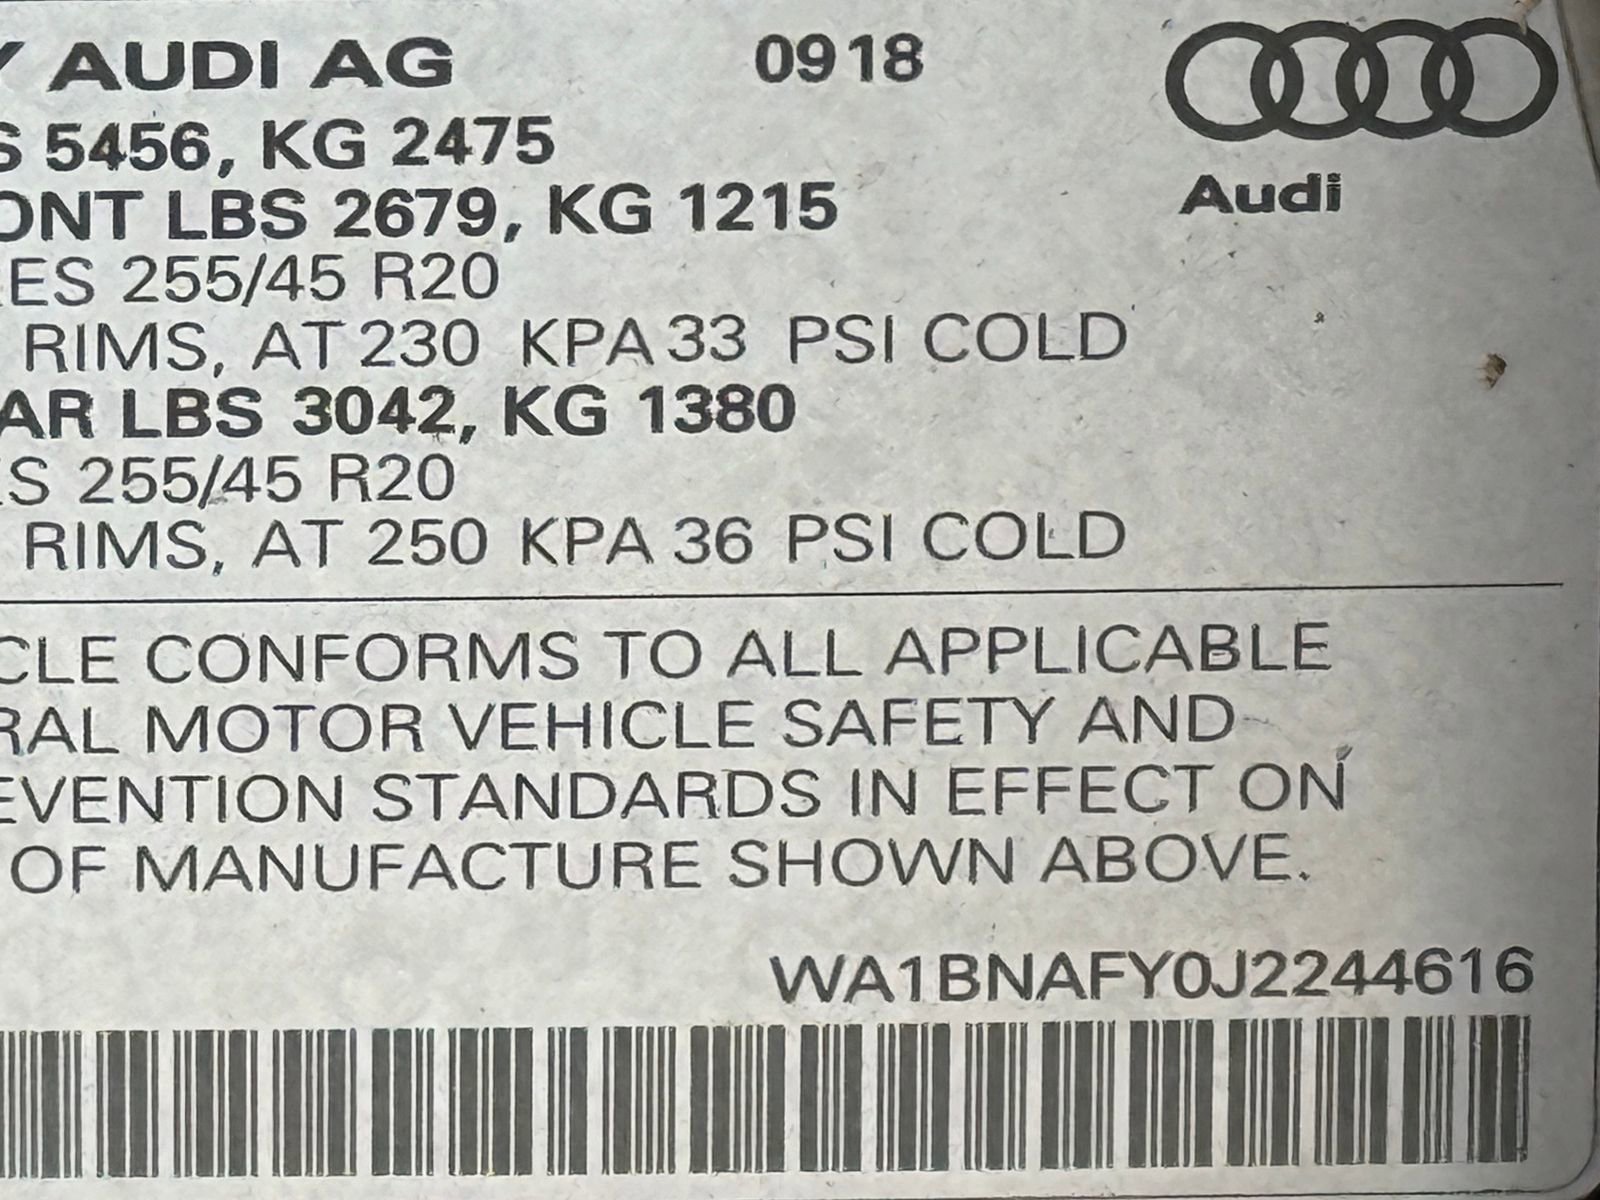 Y AUDI AG 0918
S 5456, KG 2475
ONT LBS 2679, KG 1215
Audi
RES 255/45 R20
RIMS, AT 230 KPA 33 PSI COLD
AR LBS 3042, KG 1380
ES 255/45 R20
RIMS, AT 250 KPA 36 PSI COLD
CLE CONFORMS TO ALL APPLICABLE
RAL MOTOR VEHICLE SAFETY AND
EVENTION STANDARDS IN EFFECT ON
OF MANUFACTURE SHOWN ABOVE.
WA1BNAFY0J2244616